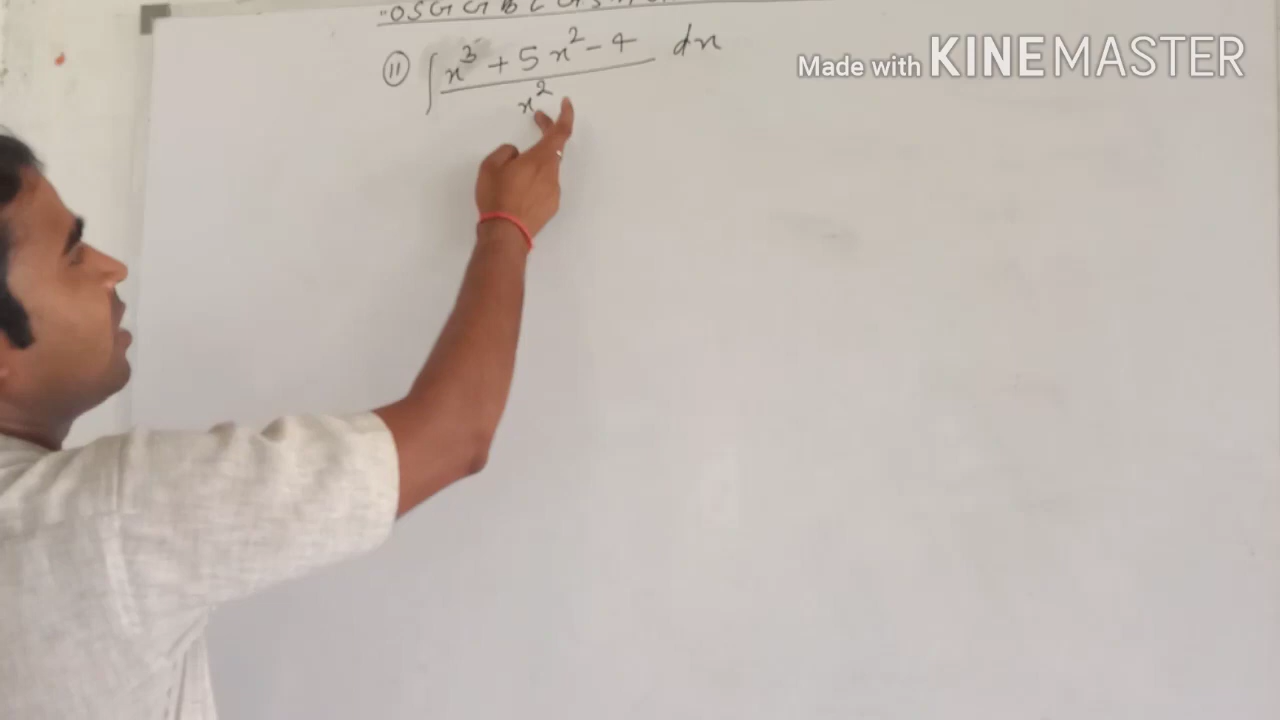 ⑪ ∫ x³ + 5x² - 4 / x² dx
Made with KINEMASTER